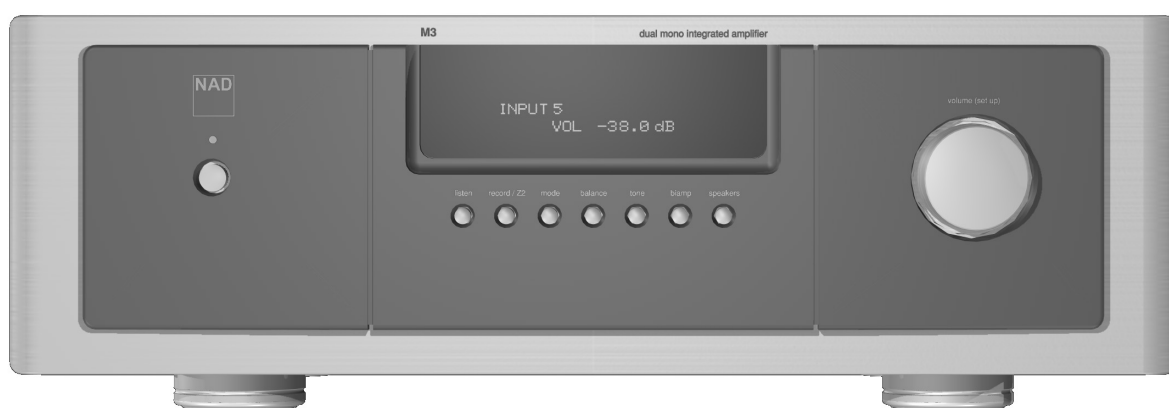 M3
dual mono integrated amplifier
NAD
INPUT 5
VOL -38.0 dB
volume (set up)
listen
record / Z2
mode
balance
tone
biamp
speakers